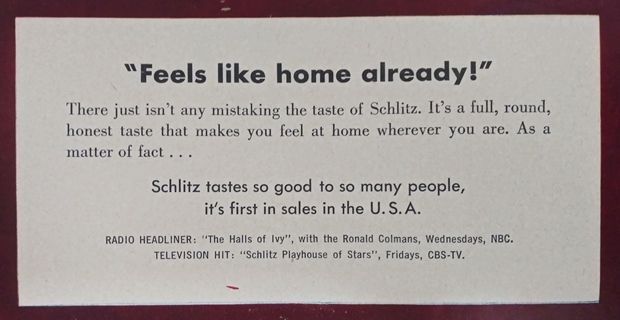 "Feels like home already!"
There just isn't any mistaking the taste of Schlitz. It's a full, round,
honest taste that makes you feel at home wherever you are. As a
matter of fact . . .
Schlitz tastes so good to so many people,
it's first in sales in the U. S. A.
RADIO HEADLINER: "The Halls of Ivy", with the Ronald Colmans, Wednesdays, NBC.
TELEVISION HIT: "Schlitz Playhouse of Stars", Fridays, CBS-TV.